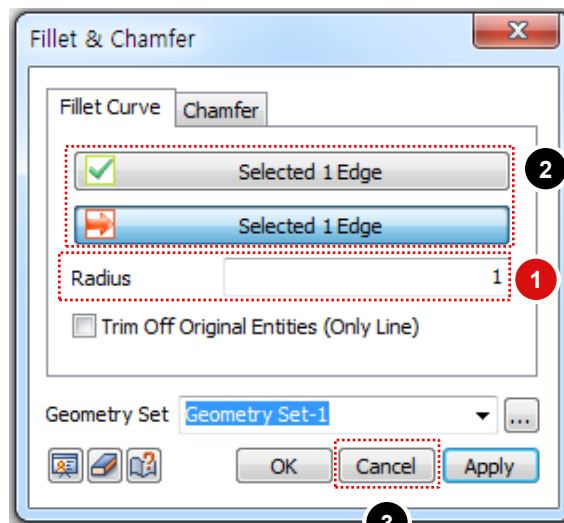 Fillet & Chamfer
x
Fillet Curve Chamfer
Selected 1 Edge
2
Selected 1 Edge
Radius 1
1
Trim Off Original Entities (Only Line)
Geometry Set Geometry Set-1 ...
OK Cancel Apply
3